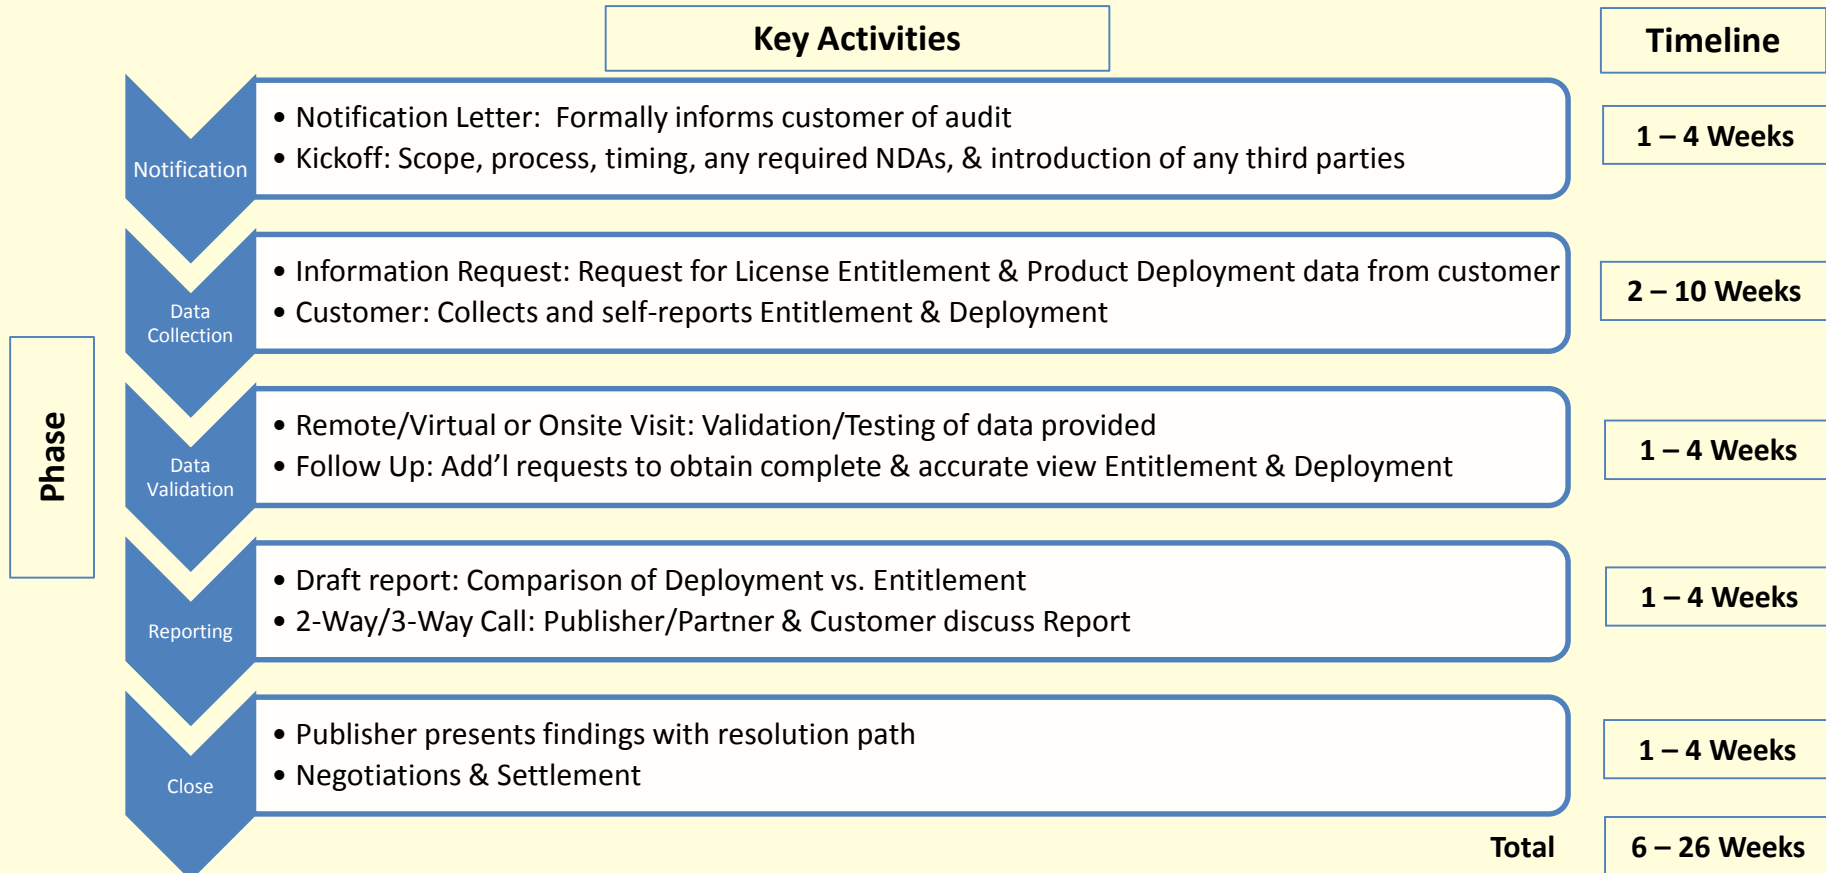 Key Activities
Timeline
Phase
Notification
• Notification Letter:  Formally informs customer of audit
• Kickoff: Scope, process, timing, any required NDAs, & introduction of any third parties
1 – 4 Weeks
Data
Collection
• Information Request: Request for License Entitlement & Product Deployment data from customer
• Customer: Collects and self-reports Entitlement & Deployment
2 – 10 Weeks
Data
Validation
• Remote/Virtual or Onsite Visit: Validation/Testing of data provided
• Follow Up: Add’l requests to obtain complete & accurate view Entitlement & Deployment
1 – 4 Weeks
Reporting
• Draft report: Comparison of Deployment vs. Entitlement
• 2-Way/3-Way Call: Publisher/Partner & Customer discuss Report
1 – 4 Weeks
Close
• Publisher presents findings with resolution path
• Negotiations & Settlement
1 – 4 Weeks
Total
6 – 26 Weeks